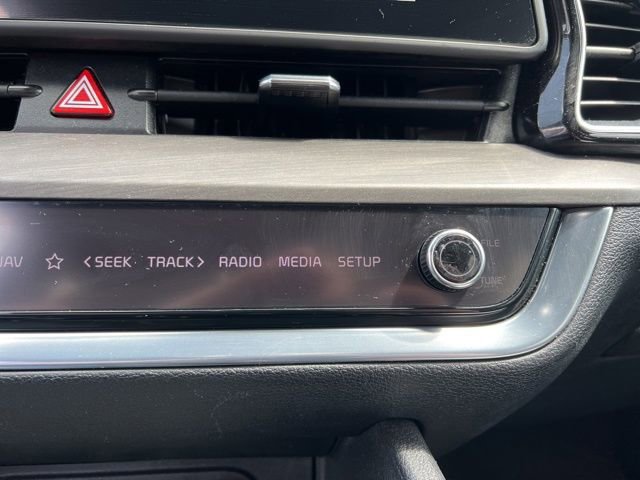 ☆ <SEEK TRACK> RADIO MEDIA SETUP
FILE
TUNE